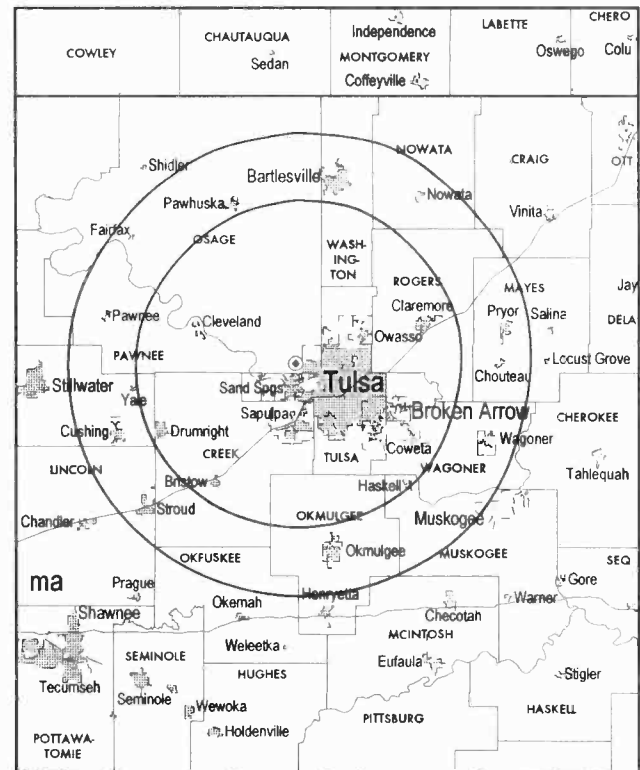 CHERO
LABETTE
Independence
CHAUTAUQUA
COWLEY
MONTGOMERY
Oswego
Colu
Sedan
Coffeyville
NOWATA
CRAIG
OTT
Shidler
Bartlesville
Nowata
Pawhuska
Vinita
Fairfax
OSAGE
WASH-
ING-
TON
ROGERS
MAYES
Jay
Claremore
Pryor
Salina
DELA
Pawnee
Cleveland
Owasso
PAWNEE
Locust Grove
Chouteau
Stillwater
Sand Sprgs
Tulsa
Yale
Sapulpa
Broken Arrow
CHEROKEE
Cushing
Drumright
Wagoner
Coweta
CREEK
TULSA
WAGONER
Tahlequah
LINCOLN
Bristow
Haskell
Stroud
OKMULGEE
Muskogee
Chandler
Okmulgee
MUSKOGEE
OKFUSKEE
SEQ
ma
Gore
Prague
Henryetta
Warner
Shawnee
Okemah
Checotah
MCINTOSH
Weleetka
SEMINOLE
Eufaula
HUGHES
Stigler
Tecumseh
Seminole
Wewoka
HASKELL
PITTSBURG
Holdenville
POTTAWA-
TOMIE